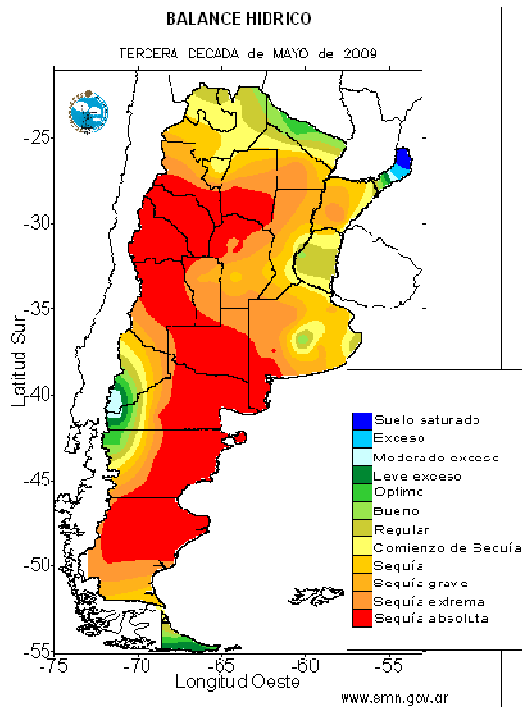 BALANCE HIDRICO
TERCERA DECADA de MAYO de 2009
-25
-30
-35
-40
-45
-50
-55
Latitud Sur
-75
-70
-65
-60
-55
Longitud Oeste
Suelo saturado
Exceso
Moderado exceso
Leve exceso
Optimo
Bueno
Regular
Comienzo de Secuía
Sequía
Sequía grave
Sequía extrema
Sequía absoluta
www.smn.gov.ar